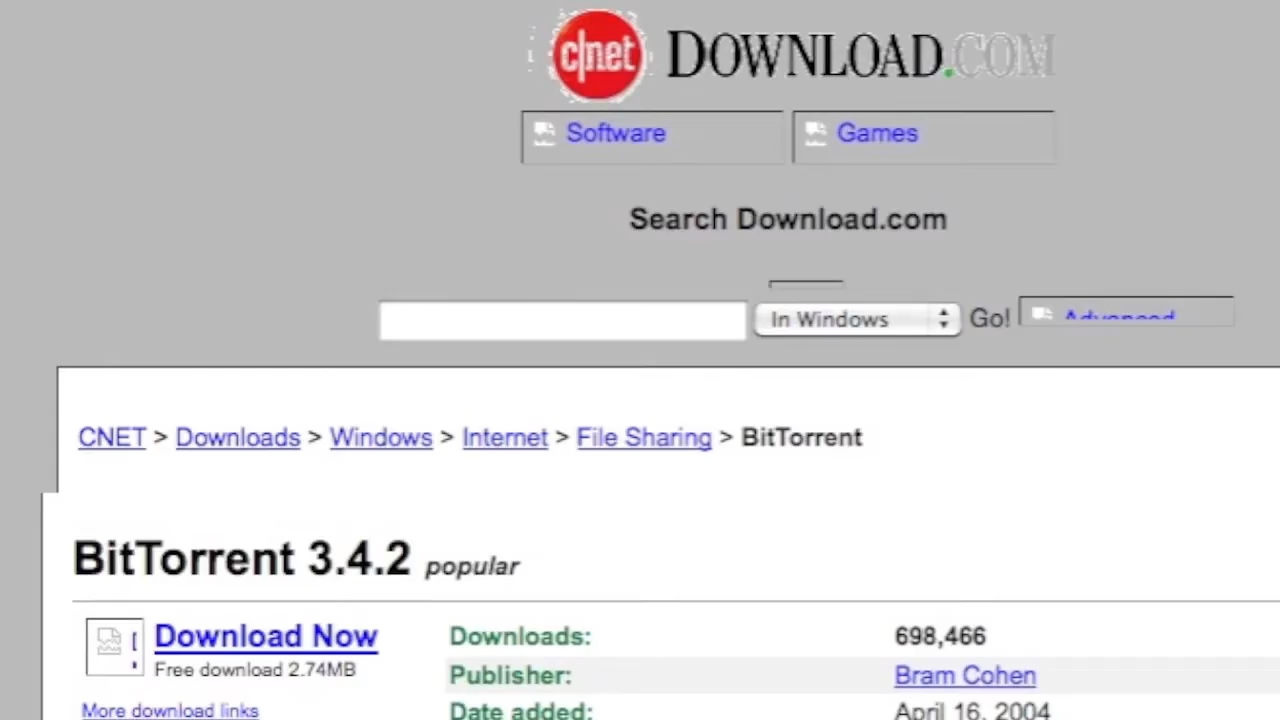 c|net DOWNLOAD.COM
Software Games
Search Download.com
In Windows Go! Advanced
CNET > Downloads > Windows > Internet > File Sharing > BitTorrent
BitTorrent 3.4.2 popular
Download Now Downloads: 698,466
Free download 2.74MB Publisher: Bram Cohen
More download links Date added: April 16, 2004